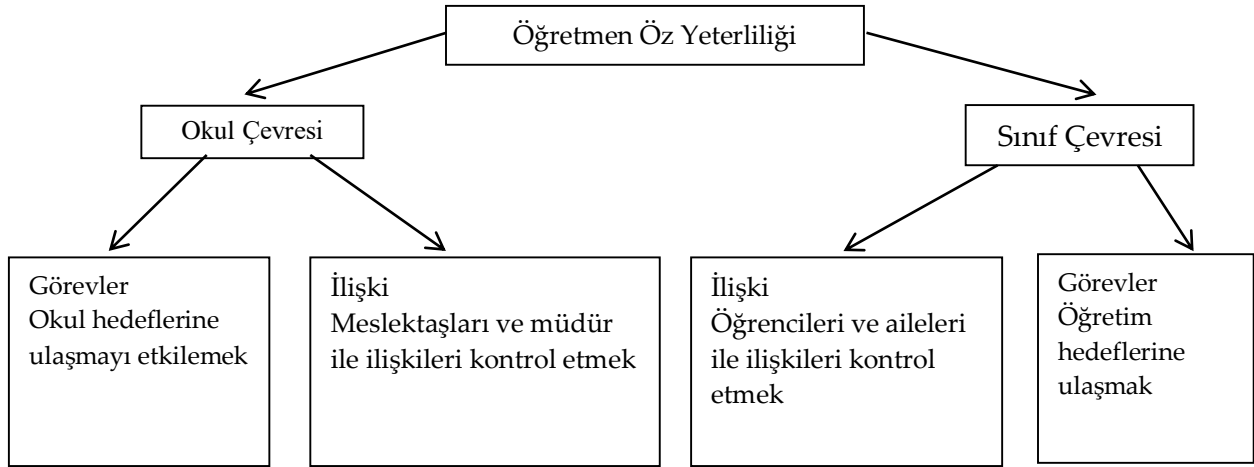 Öğretmen Öz Yeterliliği
Okul Çevresi
Sınıf Çevresi
Görevler
Okul hedeflerine
ulaşmayı etkilemek
İlişki
Meslektaşları ve müdür
ile ilişkileri kontrol etmek
İlişki
Öğrencileri ve aileleri
ile ilişkileri kontrol
etmek
Görevler
Öğretim
hedeflerine
ulaşmak